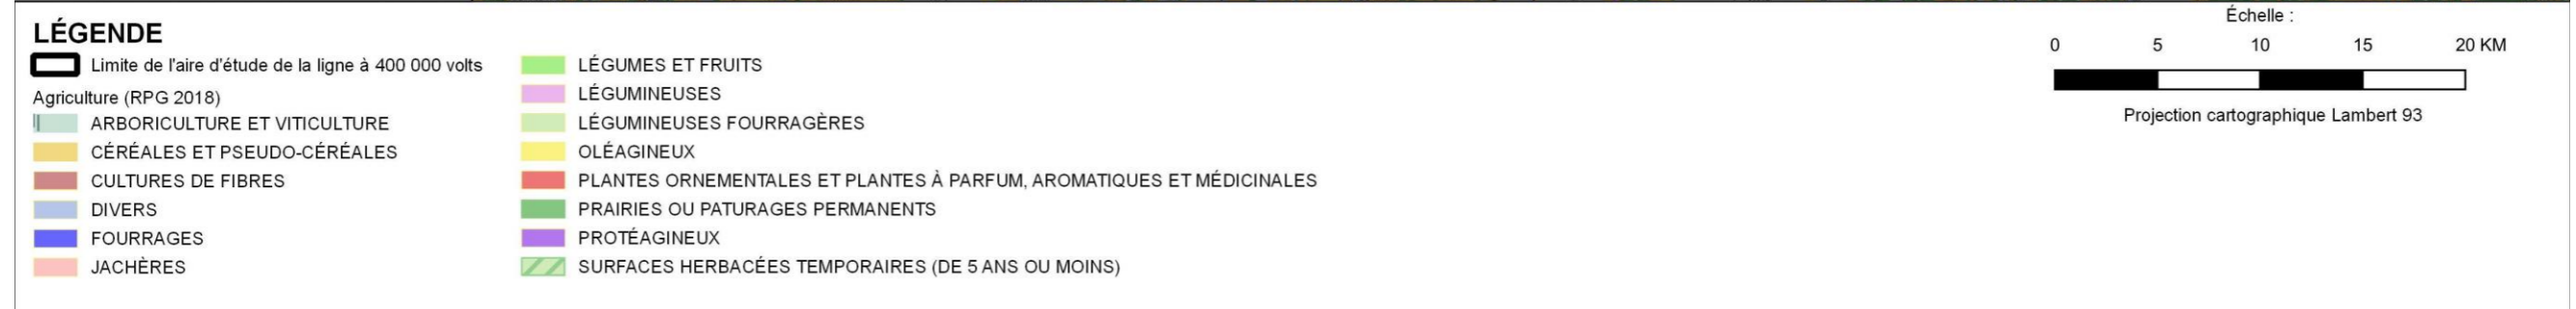 LÉGENDE
Limite de l'aire d'étude de la ligne à 400 000 volts
Agriculture (RPG 2018)
ARBORICULTURE ET VITICULTURE
CÉRÉALES ET PSEUDO-CÉRÉALES
CULTURES DE FIBRES
DIVERS
FOURRAGES
JACHÈRES
LÉGUMES ET FRUITS
LÉGUMINEUSES
LÉGUMINEUSES FOURRAGÈRES
OLÉAGINEUX
PLANTES ORNEMENTALES ET PLANTES À PARFUM, AROMATIQUES ET MÉDICINALES
PRAIRIES OU PATURAGES PERMANENTS
PROTÉAGINEUX
SURFACES HERBACÉES TEMPORAIRES (DE 5 ANS OU MOINS)
Échelle :
0 5 10 15 20 KM
Projection cartographique Lambert 93